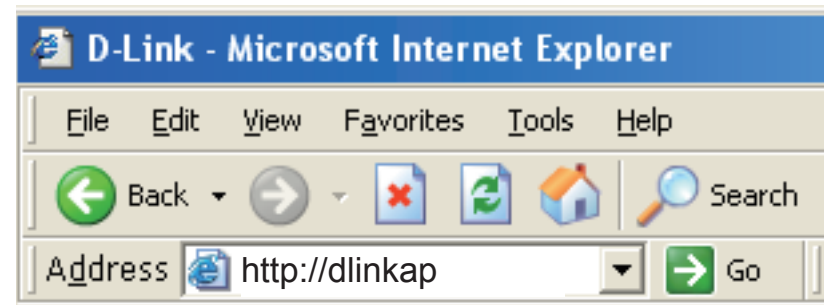 D-Link - Microsoft Internet Explorer
File Edit View Favorites Tools Help
Back Search
Address http://dlinkap Go